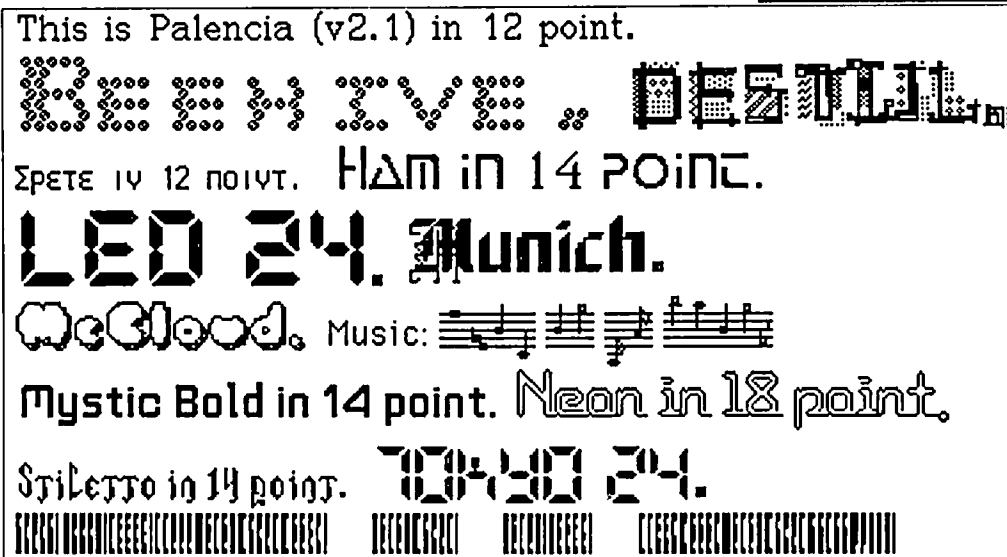 This is Palencia (v2.1) in 12 point.
BEEHIVE, DESTIJL.
Σρετε ιν 12 ποιντ. Ham in 14 point.
LED 24. Munich.
McCloud. Music:
Mystic Bold in 14 point. Neon in 18 point.
Stiletto in 14 point. TOKYO 24.